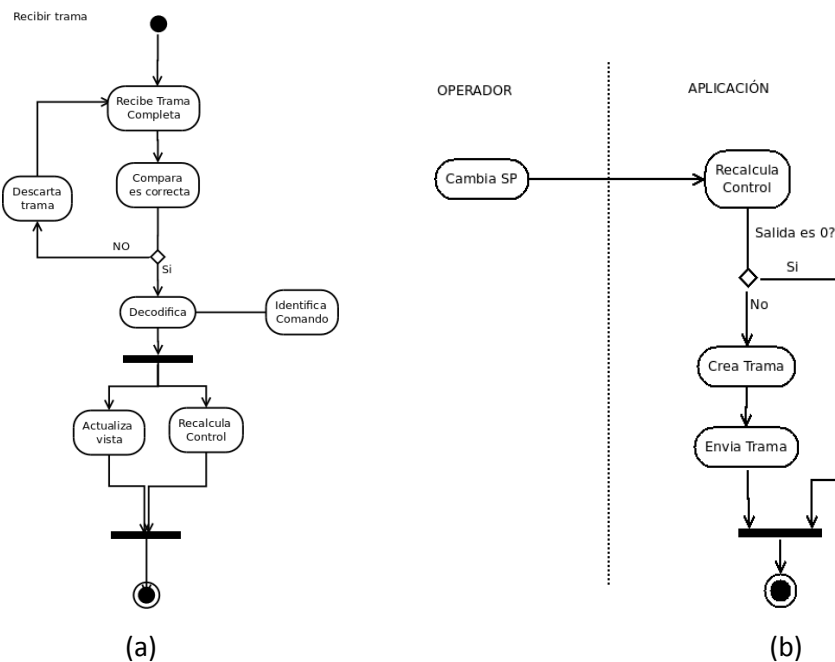 Recibir trama
Recibe Trama
Completa
Compara
es correcta
Descarta
trama
NO
Si
Decodifica
Identifica
Comando
Actualiza
vista
Recalcula
Control
(a)
OPERADOR
APLICACIÓN
Cambia SP
Recalcula
Control
Salida es 0?
Si
No
Crea Trama
Envia Trama
(b)